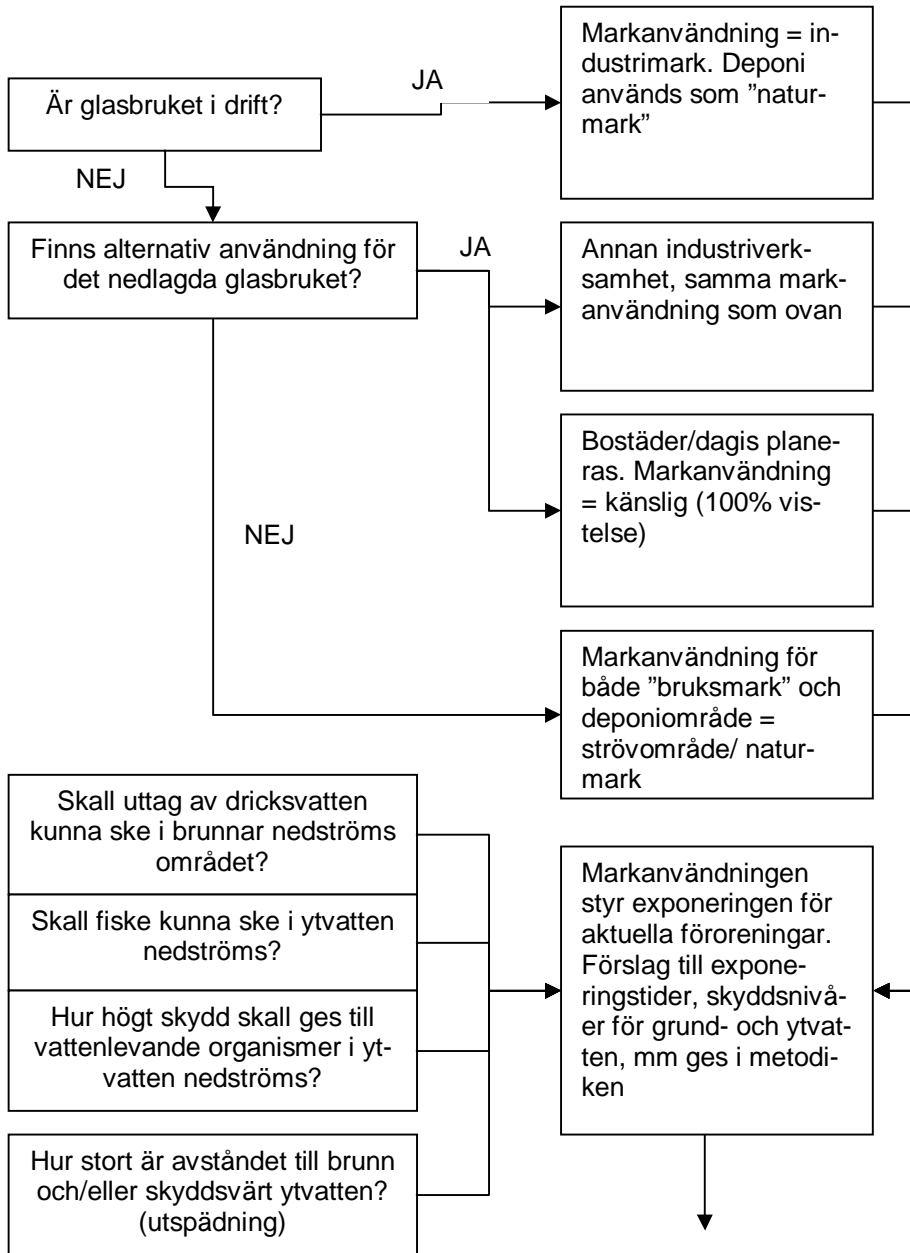 Är glasbruket i drift?
JA
Markanvändning = in-
dustrimark. Deponi
används som ”natur-
mark”
NEJ
Finns alternativ användning för
det nedlagda glasbruket?
JA
Annan industriverk-
samhet, samma mark-
användning som ovan
Bostäder/dagis plane-
ras. Markanvändning
= känslig (100% vis-
telse)
NEJ
Markanvändning för
både ”bruksmark” och
deponiområde =
strövområde/ natur-
mark
Skall uttag av dricksvatten
kunna ske i brunnar nedströms
området?
Skall fiske kunna ske i ytvatten
nedströms?
Hur högt skydd skall ges till
vattenlevande organismer i yt-
vatten nedströms?
Hur stort är avståndet till brunn
och/eller skyddsvärt ytvatten?
(utspädning)
Markanvändningen
styr exponeringen för
aktuella föroreningar.
Förslag till expone-
ringstider, skyddsnivå-
er för grund- och ytvat-
ten, mm ges i metodi-
ken